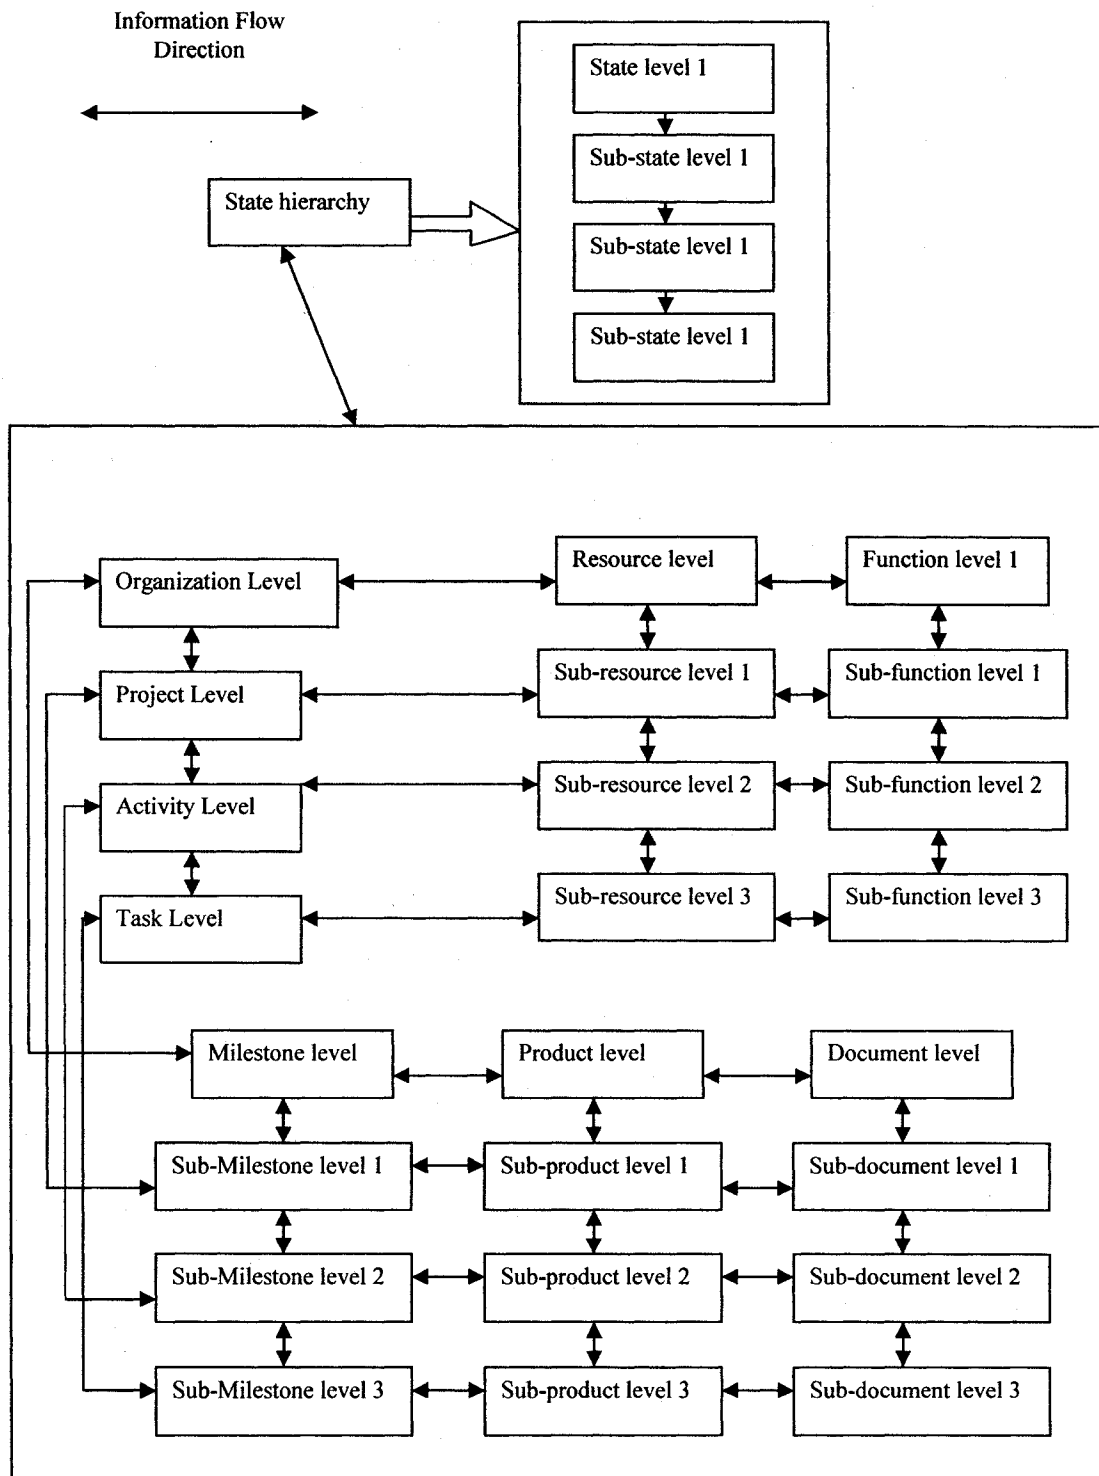 Information Flow
Direction
State level 1
Sub-state level 1
State hierarchy
Sub-state level 1
Sub-state level 1
Organization Level
Resource level
Function level 1
Project Level
Sub-resource level 1
Sub-function level 1
Activity Level
Sub-resource level 2
Sub-function level 2
Task Level
Sub-resource level 3
Sub-function level 3
Milestone level
Product level
Document level
Sub-Milestone level 1
Sub-product level 1
Sub-document level 1
Sub-Milestone level 2
Sub-product level 2
Sub-document level 2
Sub-Milestone level 3
Sub-product level 3
Sub-document level 3